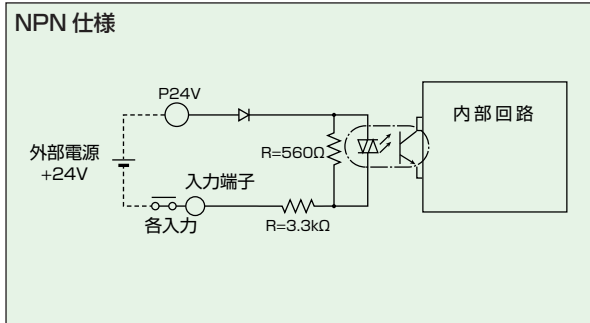 NPN 仕様
P24V
内部回路
R=560Ω
外部電源
+24V
入力端子
各入力
R=3.3kΩ